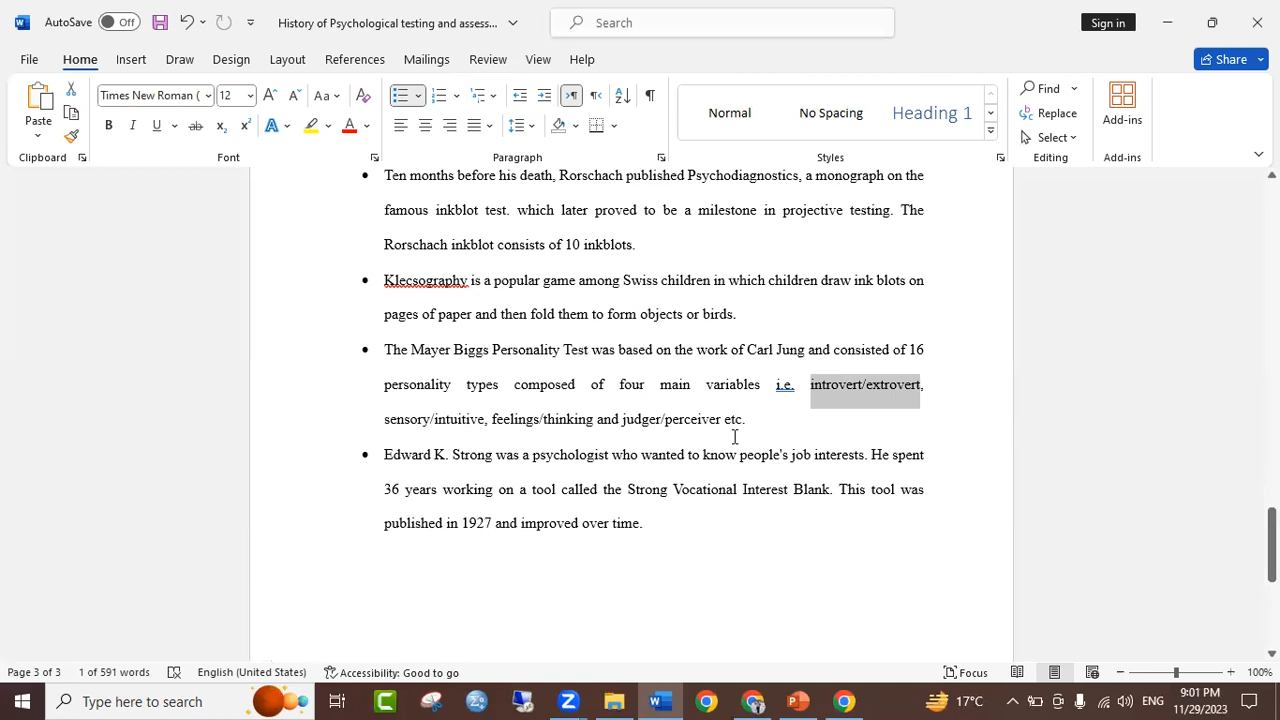 AutoSave Off History of Psychological testing and assess... Search Sign in
File Home Insert Draw Design Layout References Mailings Review View Help Share
Times New Roman ( 12 Aa Find
Paste Normal No Spacing Heading 1 Replace Add-ins
B I U ab x₂ x² A A Select
Clipboard Font Paragraph Styles Editing Add-ins
Ten months before his death, Rorschach published Psychodiagnostics, a monograph on the
famous inkblot test. which later proved to be a milestone in projective testing. The
Rorschach inkblot consists of 10 inkblots.
Klecsography is a popular game among Swiss children in which children draw ink blots on
pages of paper and then fold them to form objects or birds.
The Mayer Biggs Personality Test was based on the work of Carl Jung and consisted of 16
personality types composed of four main variables i.e. introvert/extrovert,
sensory/intuitive, feelings/thinking and judger/perceiver etc.
Edward K. Strong was a psychologist who wanted to know people's job interests. He spent
36 years working on a tool called the Strong Vocational Interest Blank. This tool was
published in 1927 and improved over time.
Page 3 of 3 1 of 591 words English (United States) Accessibility: Good to go Focus 100%
Type here to search 17°C ENG 9:01 PM
11/29/2023